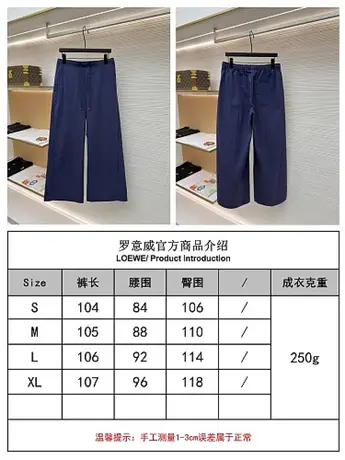 罗意威官方商品介绍
LOEWE/ Product Introduction
Size 裤长 腰围 臀围 / 成衣克重
S 104 84 106 /
M 105 88 110 /
L 106 92 114 / 250g
XL 107 96 118 /
/
温馨提示：手工测量1-3cm误差属于正常